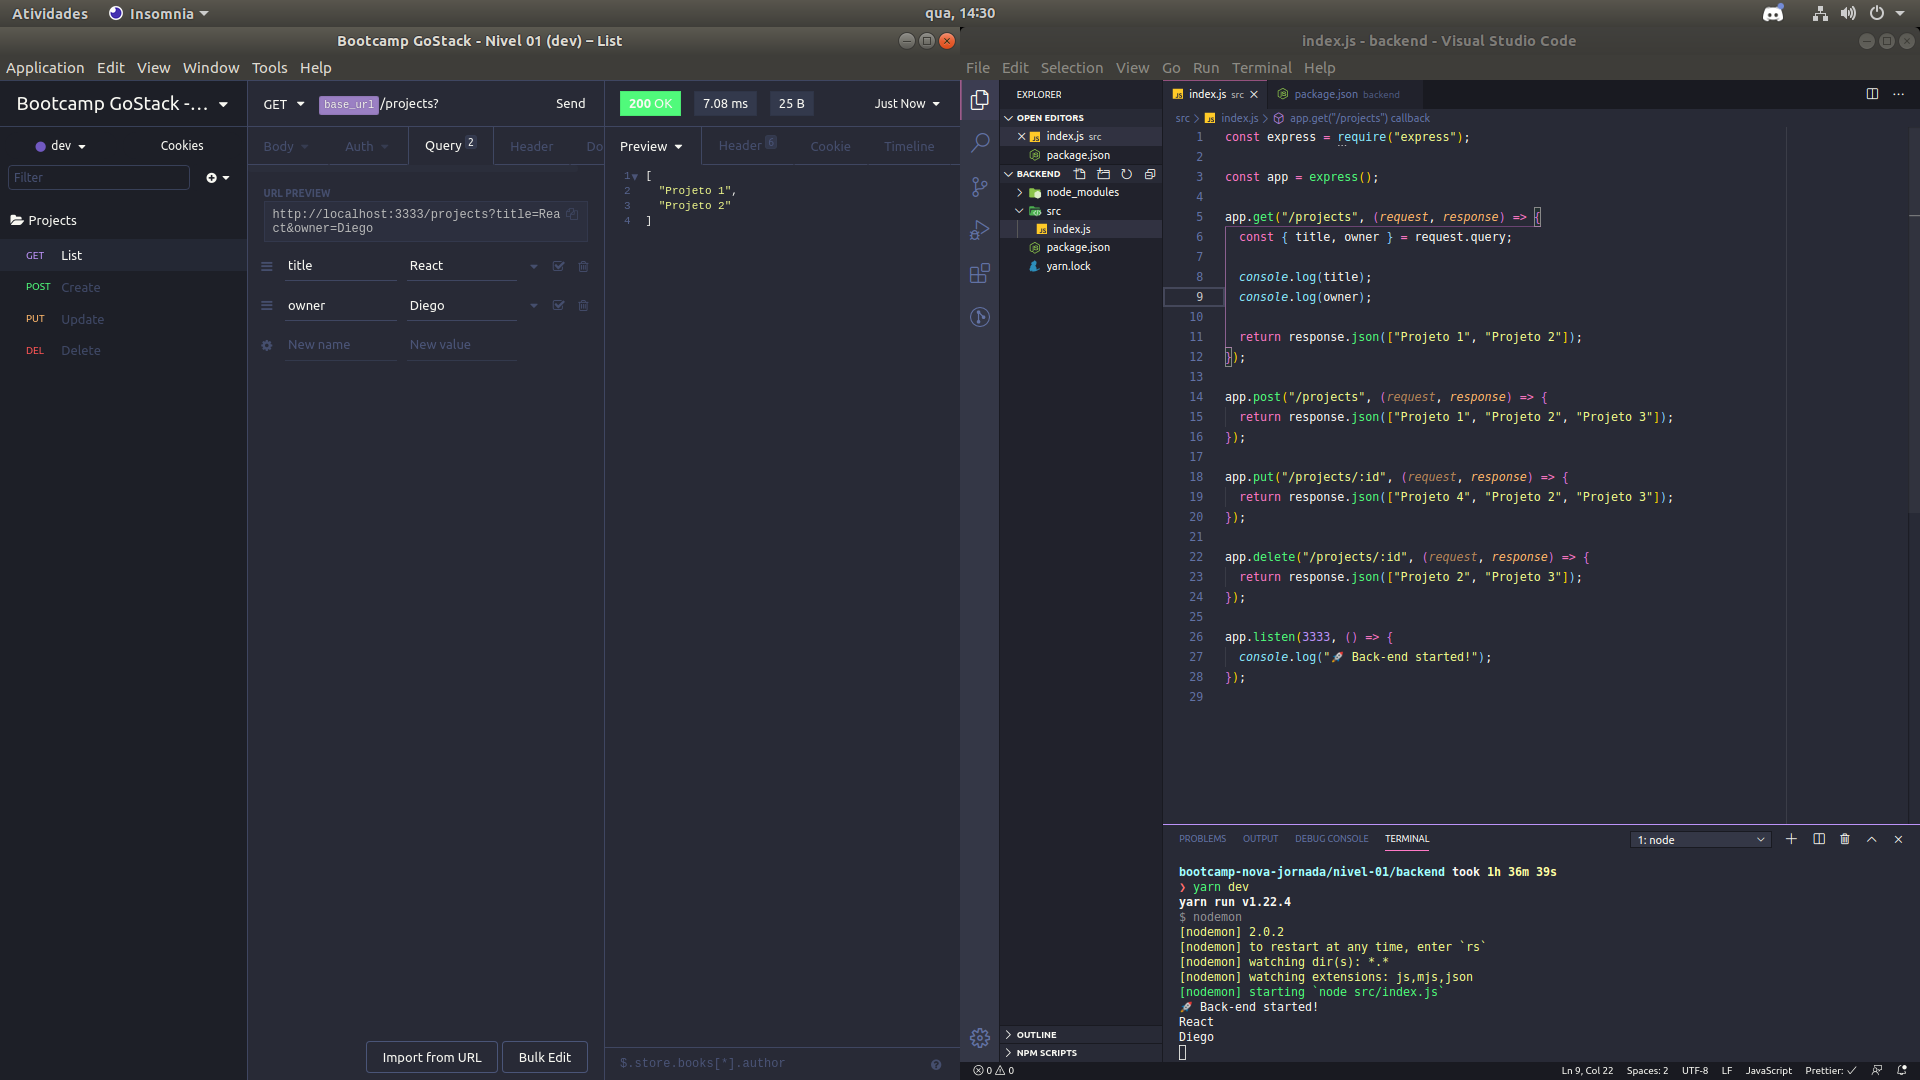 Atividades
Insomnia
qua, 14:30
Bootcamp GoStack - Nivel 01 (dev) – List
Application Edit View Window Tools Help
Bootcamp GoStack -...
GET
base_url/projects?
Send
200 OK
7.08 ms
25 B
Just Now
dev
Cookies
Body
Auth
Query 2
Header
Do
Preview
Header 6
Cookie
Timeline
Filter
URL PREVIEW
http://localhost:3333/projects?title=Rea
ct&owner=Diego
Projects
GET List
POST Create
PUT Update
DEL Delete
title React
owner Diego
New name New value
1 [
2 "Projeto 1",
3 "Projeto 2"
4 ]
Import from URL
Bulk Edit
$.store.books[*].author
index.js - backend - Visual Studio Code
File Edit Selection View Go Run Terminal Help
EXPLORER
OPEN EDITORS
index.js src
package.json
BACKEND
node_modules
src
index.js
package.json
yarn.lock
OUTLINE
NPM SCRIPTS
index.js src
package.json backend
src > index.js > app.get("/projects") callback
1 const express = require("express");
2
3 const app = express();
4
5 app.get("/projects", (request, response) => {
6 const { title, owner } = request.query;
7
8 console.log(title);
9 console.log(owner);
10
11 return response.json(["Projeto 1", "Projeto 2"]);
12 });
13
14 app.post("/projects", (request, response) => {
15 return response.json(["Projeto 1", "Projeto 2", "Projeto 3"]);
16 });
17
18 app.put("/projects/:id", (request, response) => {
19 return response.json(["Projeto 4", "Projeto 2", "Projeto 3"]);
20 });
21
22 app.delete("/projects/:id", (request, response) => {
23 return response.json(["Projeto 2", "Projeto 3"]);
24 });
25
26 app.listen(3333, () => {
27 console.log("🚀 Back-end started!");
28 });
29
PROBLEMS OUTPUT DEBUG CONSOLE TERMINAL
1: node
bootcamp-nova-jornada/nivel-01/backend took 1h 36m 39s
❯ yarn dev
yarn run v1.22.4
$ nodemon
[nodemon] 2.0.2
[nodemon] to restart at any time, enter `rs`
[nodemon] watching dir(s): *.*
[nodemon] watching extensions: js,mjs,json
[nodemon] starting `node src/index.js`
🚀 Back-end started!
React
Diego
0 0
Ln 9, Col 22 Spaces: 2 UTF-8 LF JavaScript Prettier: ✓